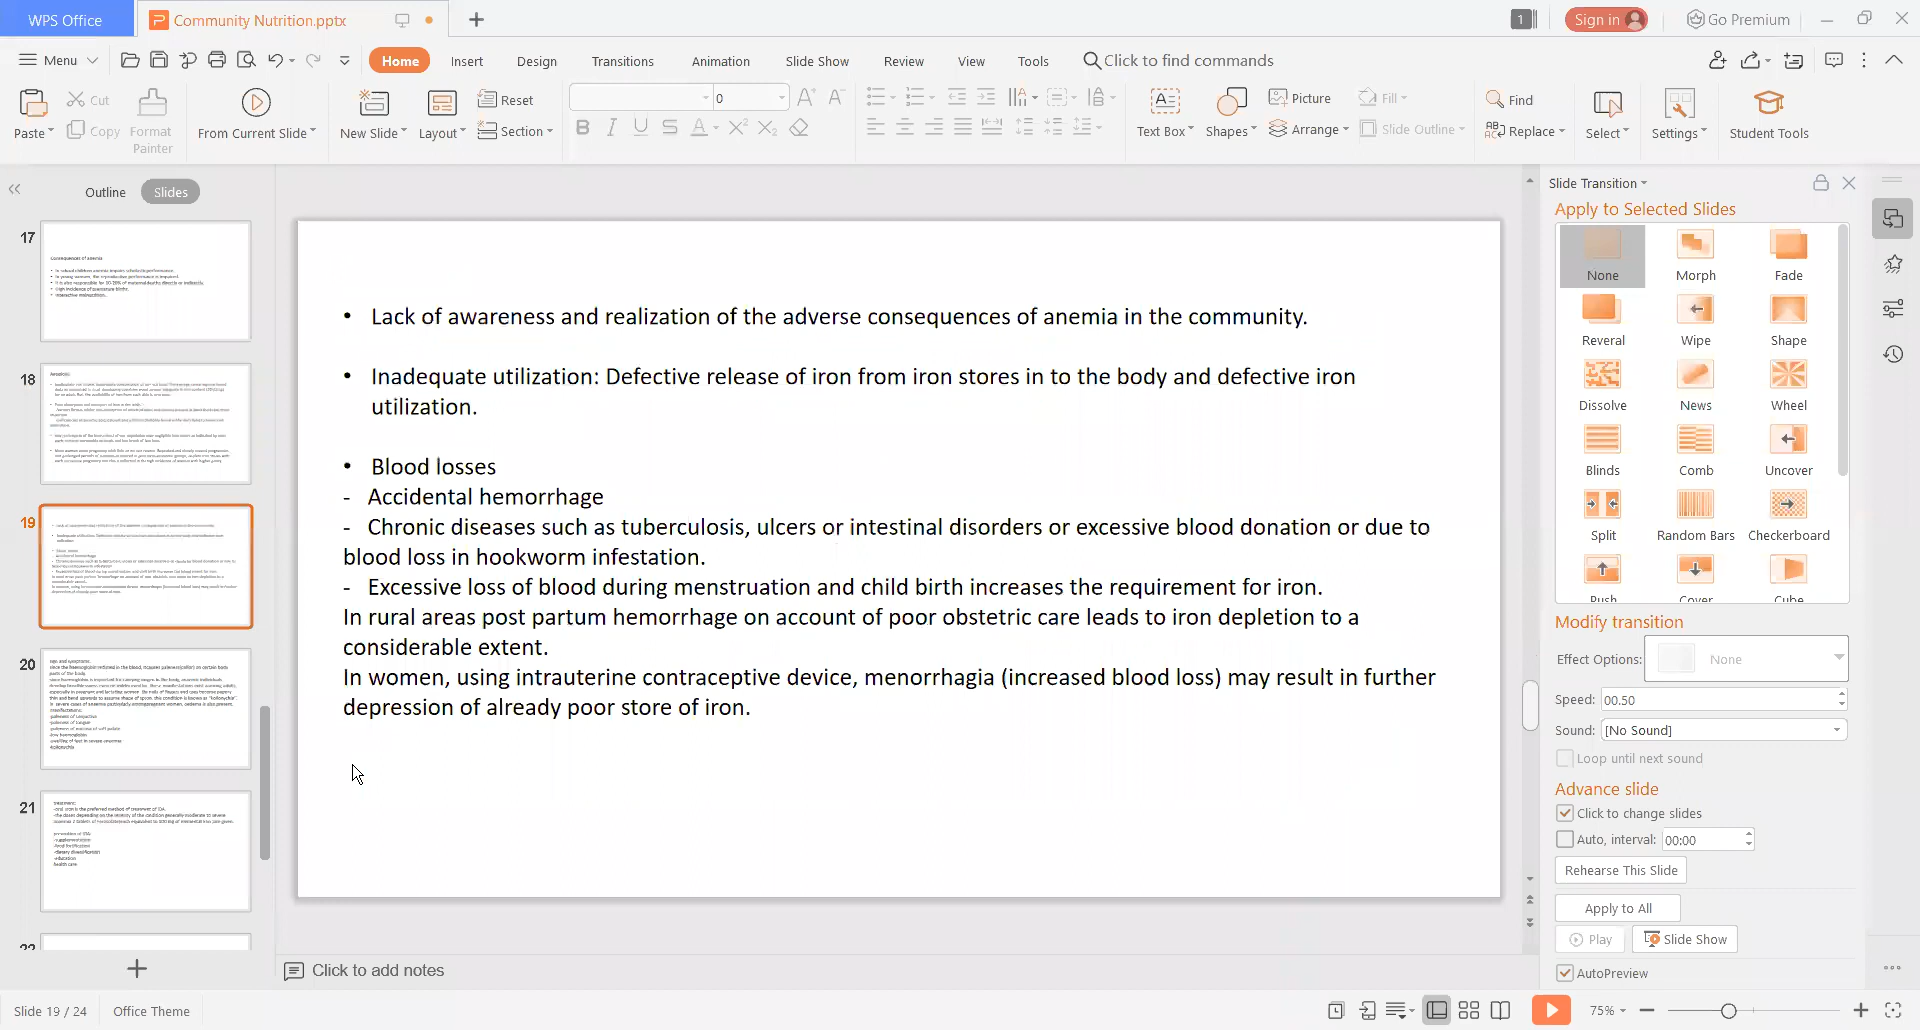 WPS Office
Community Nutrition.pptx
1
Sign in
Go Premium
Menu
Home
Insert
Design
Transitions
Animation
Slide Show
Review
View
Tools
Click to find commands
Paste
Cut
Copy
Format
Painter
From Current Slide
New Slide
Layout
Reset
Section
0
Text Box
Shapes
Picture
Arrange
Fill
Slide Outline
Find
Replace
Select
Settings
Student Tools
Outline
Slides
17
Consequences of anemia
18
19
20
21
• Lack of awareness and realization of the adverse consequences of anemia in the community.
• Inadequate utilization: Defective release of iron from iron stores in to the body and defective iron
utilization.
• Blood losses
- Accidental hemorrhage
- Chronic diseases such as tuberculosis, ulcers or intestinal disorders or excessive blood donation or due to
blood loss in hookworm infestation.
- Excessive loss of blood during menstruation and child birth increases the requirement for iron.
In rural areas post partum hemorrhage on account of poor obstetric care leads to iron depletion to a
considerable extent.
In women, using intrauterine contraceptive device, menorrhagia (increased blood loss) may result in further
depression of already poor store of iron.
Click to add notes
Slide Transition
Apply to Selected Slides
None
Morph
Fade
Reveral
Wipe
Shape
Dissolve
News
Wheel
Blinds
Comb
Uncover
Split
Random Bars
Checkerboard
Push
Cover
Cube
Modify transition
Effect Options:
None
Speed:
00.50
Sound:
[No Sound]
Loop until next sound
Advance slide
Click to change slides
Auto, interval:
00:00
Rehearse This Slide
Apply to All
Play
Slide Show
AutoPreview
Slide 19 / 24
Office Theme
75%